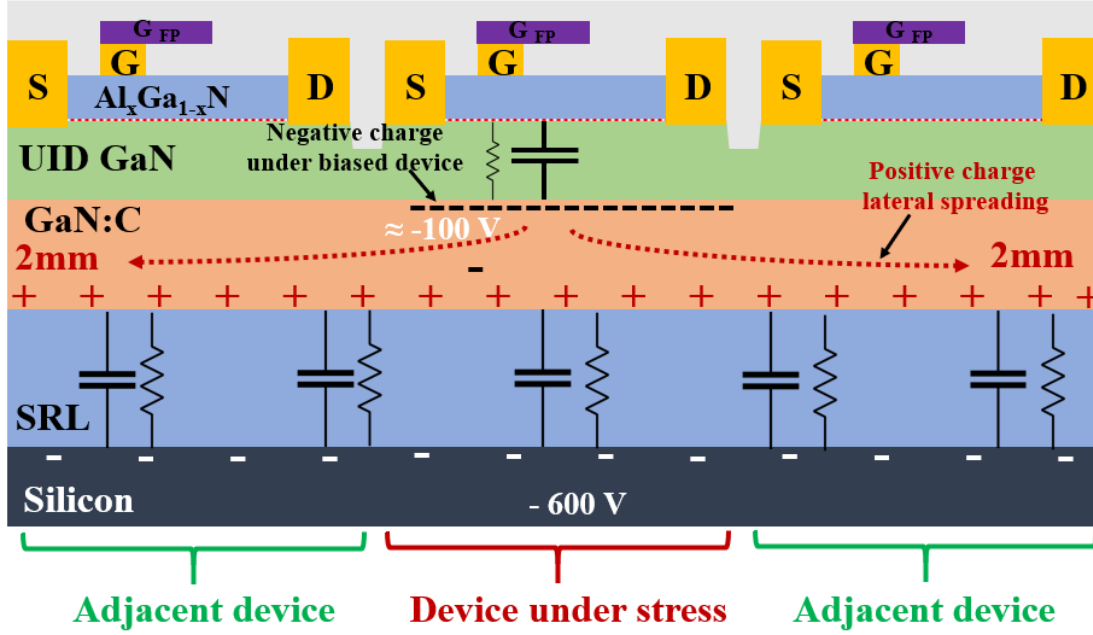 G FP
G FP
G FP
S
G
D
S
G
D
S
G
D
AlₓGa₁₋ₓN
Negative charge
under biased device
UID GaN
Positive charge
lateral spreading
GaN:C
≈ -100 V
2mm
2mm
-
+ + + + + + + + + + + + + + + + +
SRL
- - - - - - - - - - - -
Silicon
- 600 V
Adjacent device
Device under stress
Adjacent device